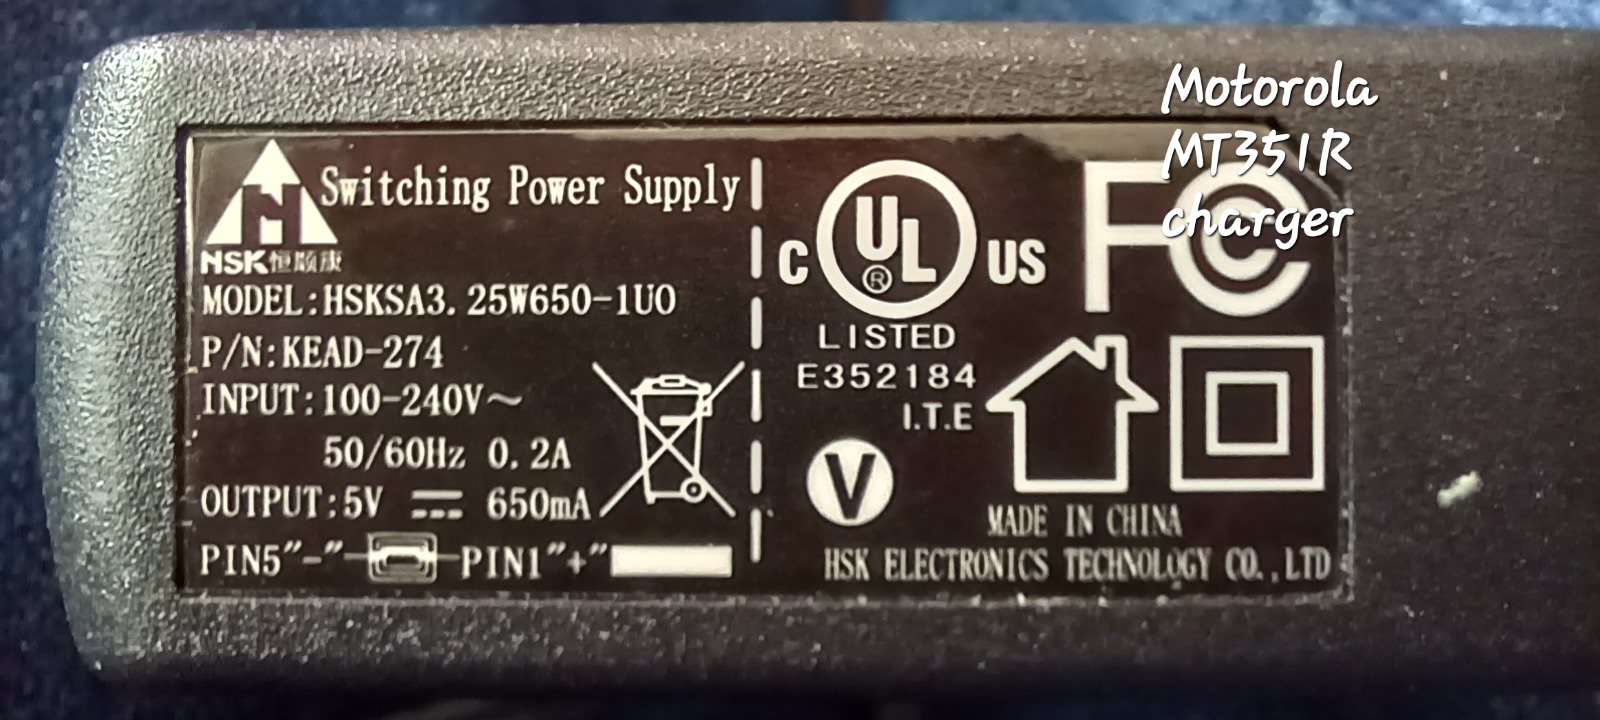 Motorola
MT351R
charger
Switching Power Supply
HSK恒顺康
MODEL:HSKSA3.25W650-1UO
P/N:KEAD-274
INPUT:100-240V~
50/60Hz 0.2A
OUTPUT:5V ⎓ 650mA
PIN5"-" PIN1"+"
C UL® US
LISTED
E352184
I.T.E
V
FC
MADE IN CHINA
HSK ELECTRONICS TECHNOLOGY CO.,LTD